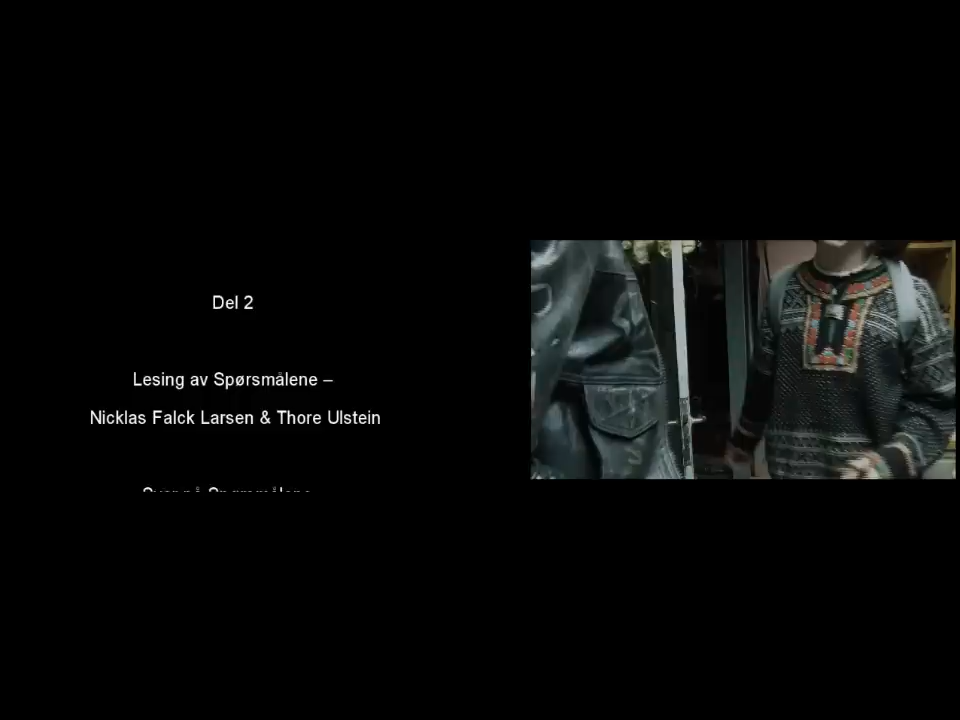 Del 2
Lesing av Spørsmålene –
Nicklas Falck Larsen & Thore Ulstein